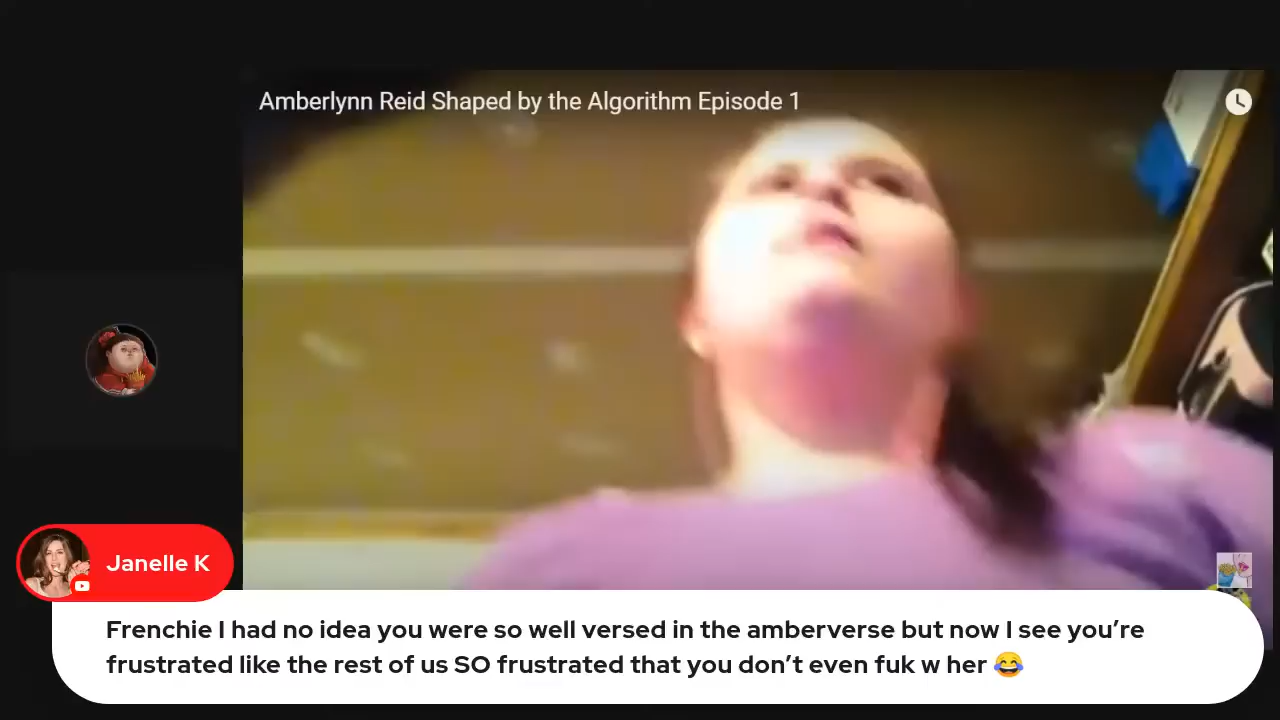 Amberlynn Reid Shaped by the Algorithm Episode 1
Janelle K
Frenchie I had no idea you were so well versed in the amberverse but now I see you’re
frustrated like the rest of us SO frustrated that you don’t even fuk w her 😂